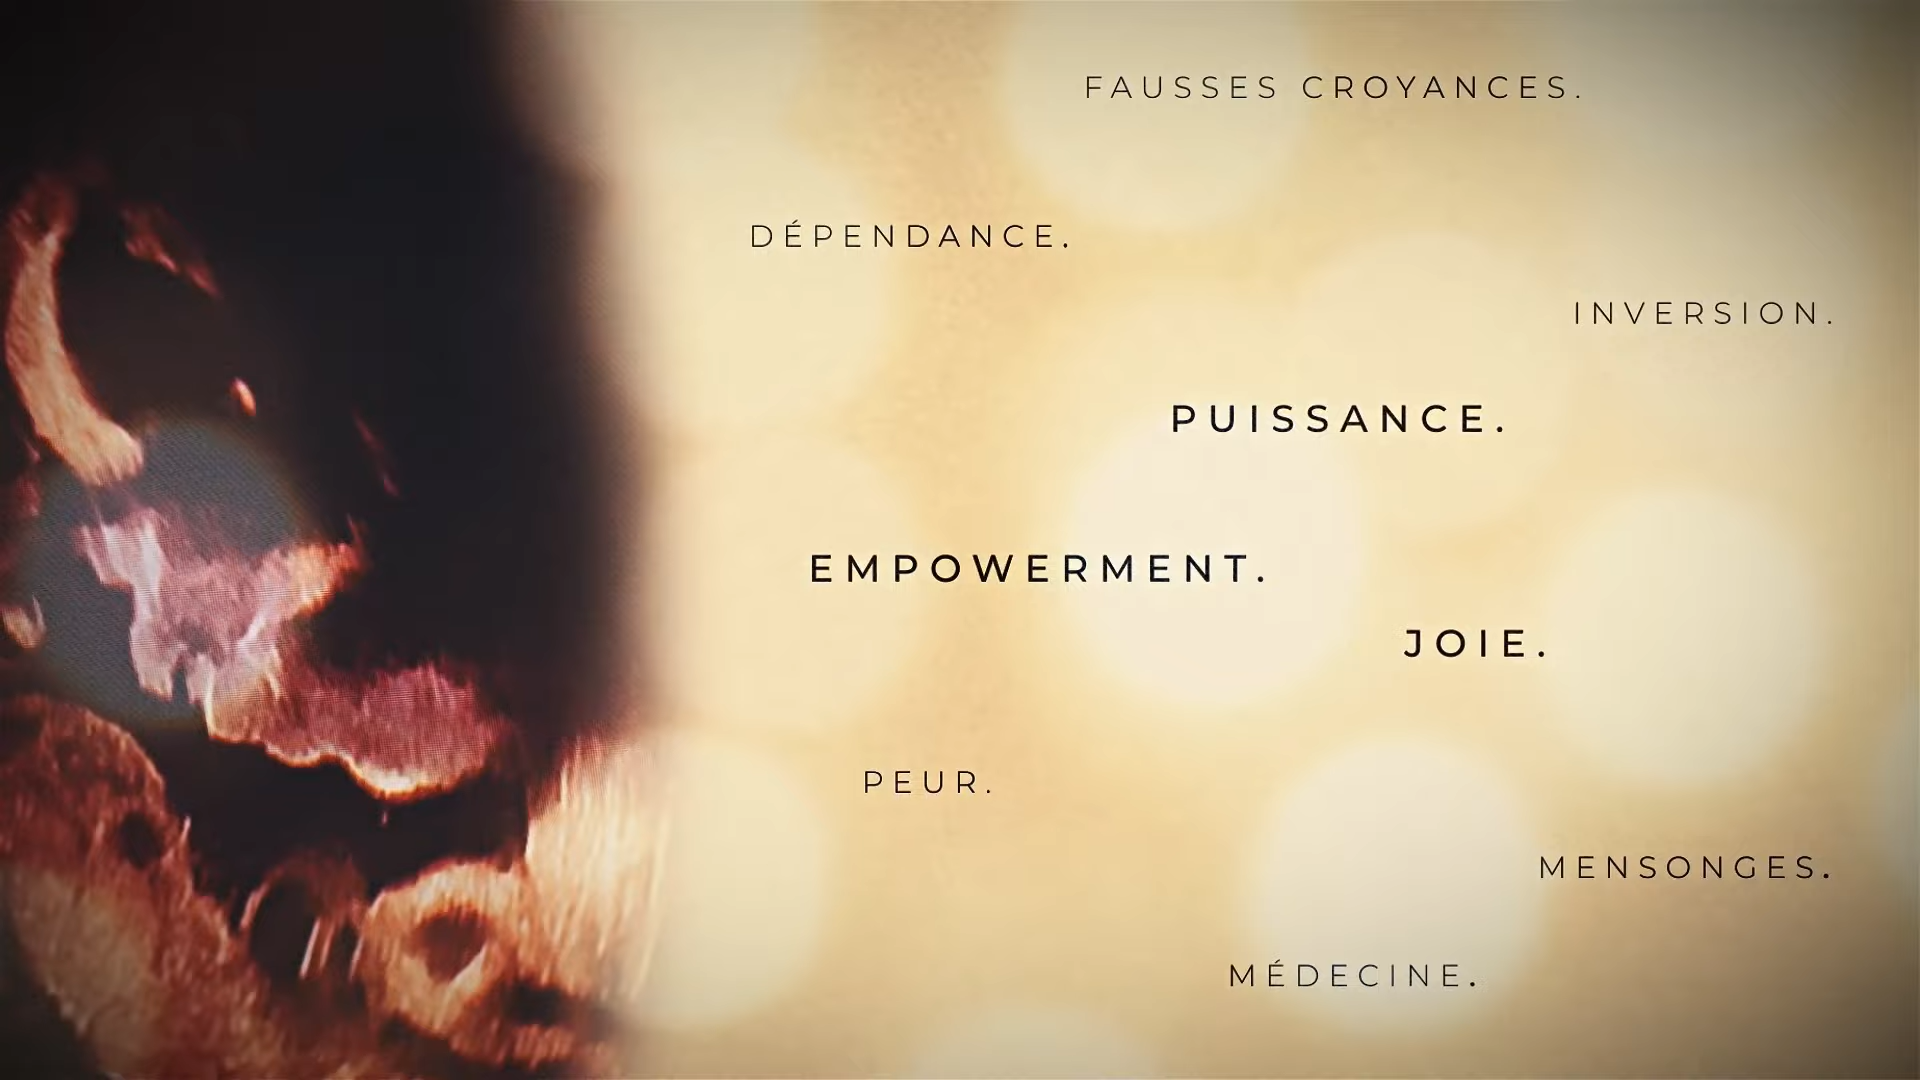 FAUSSES CROYANCES.
DÉPENDANCE.
INVERSION.
PUISSANCE.
EMPOWERMENT.
JOIE.
PEUR.
MENSONGES.
MÉDECINE.